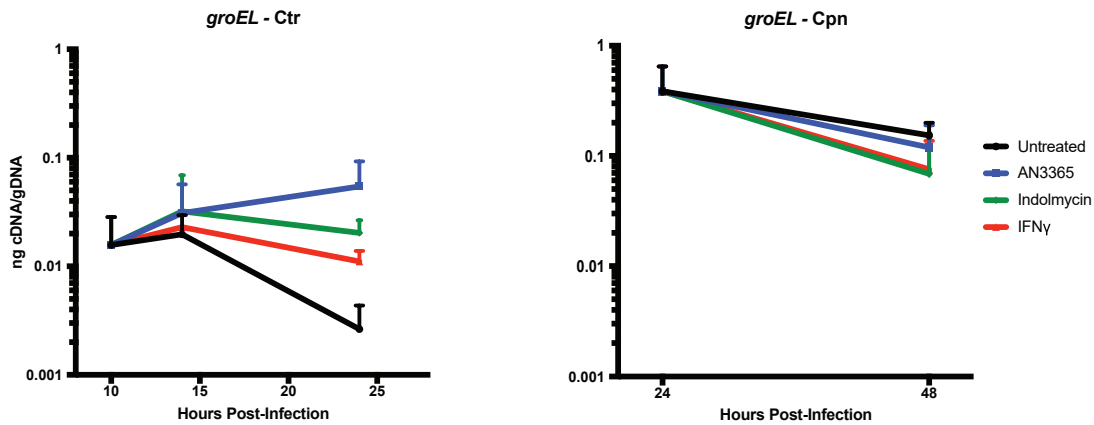 groEL - Ctr
ng cDNA/gDNA
1
0.1
0.01
0.001
10
15
20
25
Hours Post-Infection
groEL - Cpn
1
0.1
0.01
0.001
24
48
Hours Post-Infection
Untreated
AN3365
Indolmycin
IFNγ